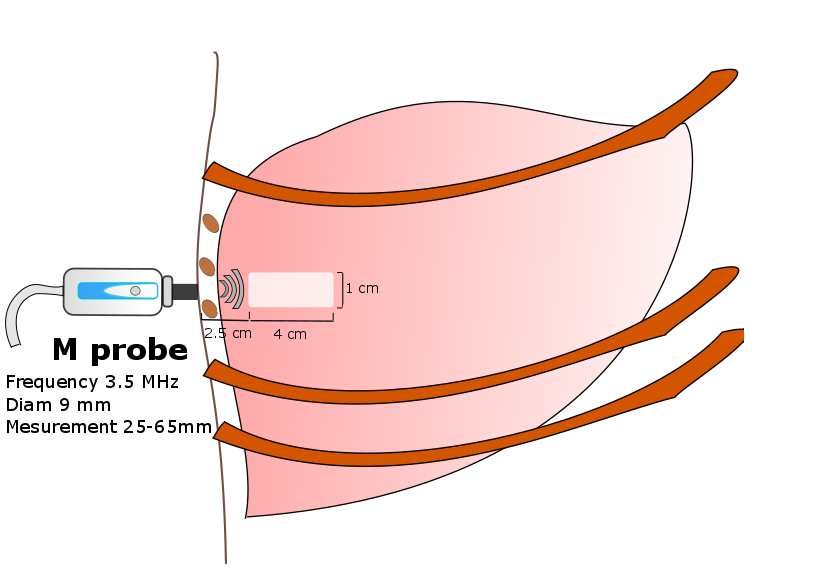 1 cm
2.5 cm
4 cm
M probe
Frequency 3.5 MHz
Diam 9 mm
Mesurement 25-65mm